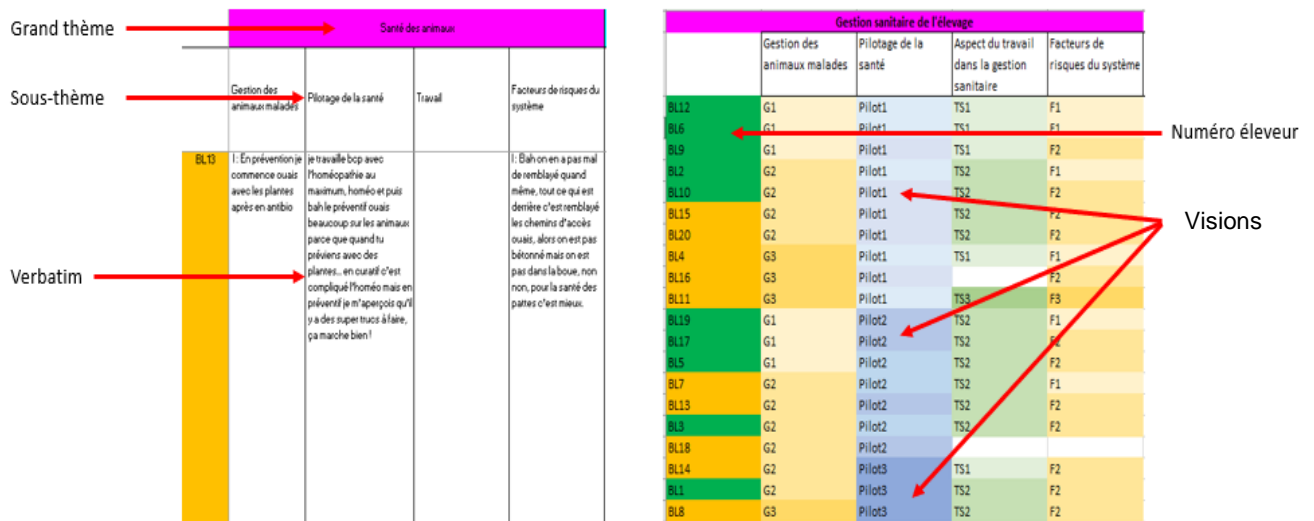 Grand thème
Santé des animaux
Sous-thème
Gestion des
animaux malades
Pilotage de la santé
Travail
Facteurs de risques du
système
Verbatim
BL13
I: En prévention je
commence ouais
avec les plantes
après en antibio
je travaille bcp avec
l'homéopathie au
maximum, homéo et puis
bah le préventif ouais
beaucoup sur les animaux
parce que quand tu
préviens avec des
plantes... en curatif c'est
compliqué l'homéo mais en
préventif je m'aperçois qu'il
y a des super trucs à faire,
ça marche bien !
I: Bah on en a pas mal
de remblayé quand
même, tout ce qui est
derrière c'est remblayé
les chemins d'accès
ouais, alors on est pas
bétonné mais on est
pas dans la boue, non
non, pour la santé des
pattes c'est mieux.
Gestion sanitaire de l'élevage
Gestion des
animaux malades
Pilotage de la
santé
Aspect du travail
dans la gestion
sanitaire
Facteurs de
risques du système
BL12 G1 Pilot1 TS1 F1
BL6 G1 Pilot1 TS1 F1
BL9 G1 Pilot1 TS1 F2
BL2 G2 Pilot1 TS2 F1
BL10 G2 Pilot1 TS2 F2
BL15 G2 Pilot1 TS2 F2
BL20 G2 Pilot1 TS2 F2
BL4 G3 Pilot1 TS1 F1
BL16 G3 Pilot1 F2
BL11 G3 Pilot1 TS3 F3
BL19 G1 Pilot2 TS2 F1
BL17 G1 Pilot2 TS2 F2
BL5 G1 Pilot2 TS2 F2
BL7 G2 Pilot2 TS2 F1
BL13 G2 Pilot2 TS2 F2
BL3 G2 Pilot2 TS2 F2
BL18 G2 Pilot2
BL14 G2 Pilot3 TS1 F2
BL1 G2 Pilot3 TS2 F2
BL8 G3 Pilot3 TS2 F2
Numéro éleveur
Visions